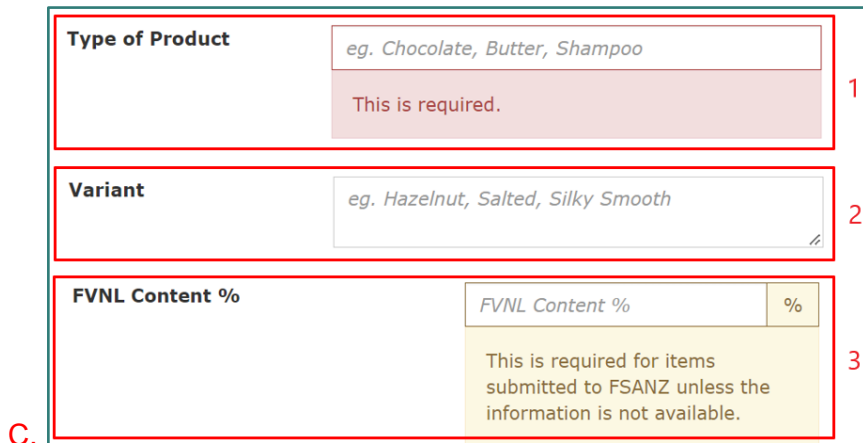 Type of Product
eg. Chocolate, Butter, Shampoo
This is required.
1
Variant
eg. Hazelnut, Salted, Silky Smooth
2
FVNL Content %
FVNL Content %
%
This is required for items
submitted to FSANZ unless the
information is not available.
3
C.